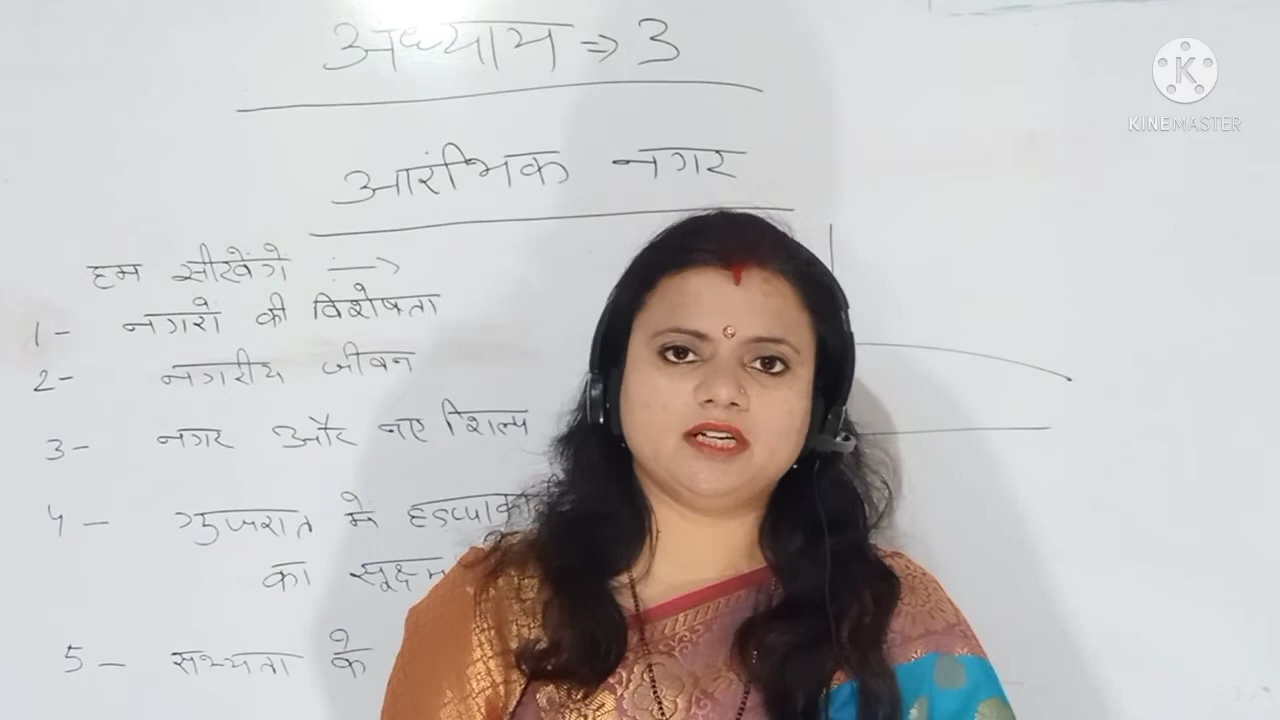 अध्याय ⇒ 3
आरंभिक नगर
हम सीखेंगे :→
1- नगरों की विशेषता
2- नगरीय जीवन
3- नगर और नए शिल्प
4- गुजरात में
का सूक्ष्म
5- सभ्यता के
K
KINEMASTER